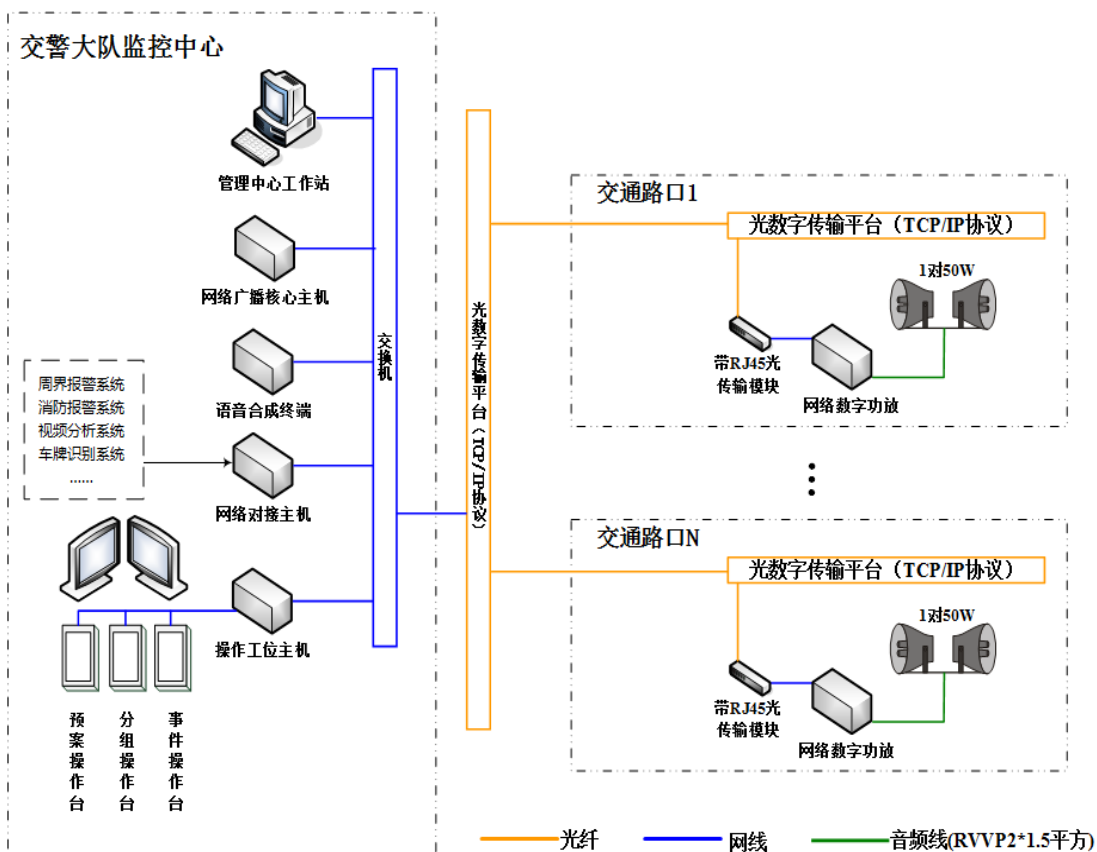 交警大队监控中心
管理中心工作站
网络广播核心主机
语音合成终端
周界报警系统
消防报警系统
视频分析系统
车牌识别系统
......
网络对接主机
操作工位主机
预案操作台
分组操作台
事件操作台
交换机
光数字传输平台（TCP/IP协议）
交通路口1
光数字传输平台（TCP/IP协议）
1对50W
带RJ45光
传输模块
网络数字功放
交通路口N
光数字传输平台（TCP/IP协议）
1对50W
带RJ45光
传输模块
网络数字功放
光纤
网线
音频线(RVVP2*1.5平方)